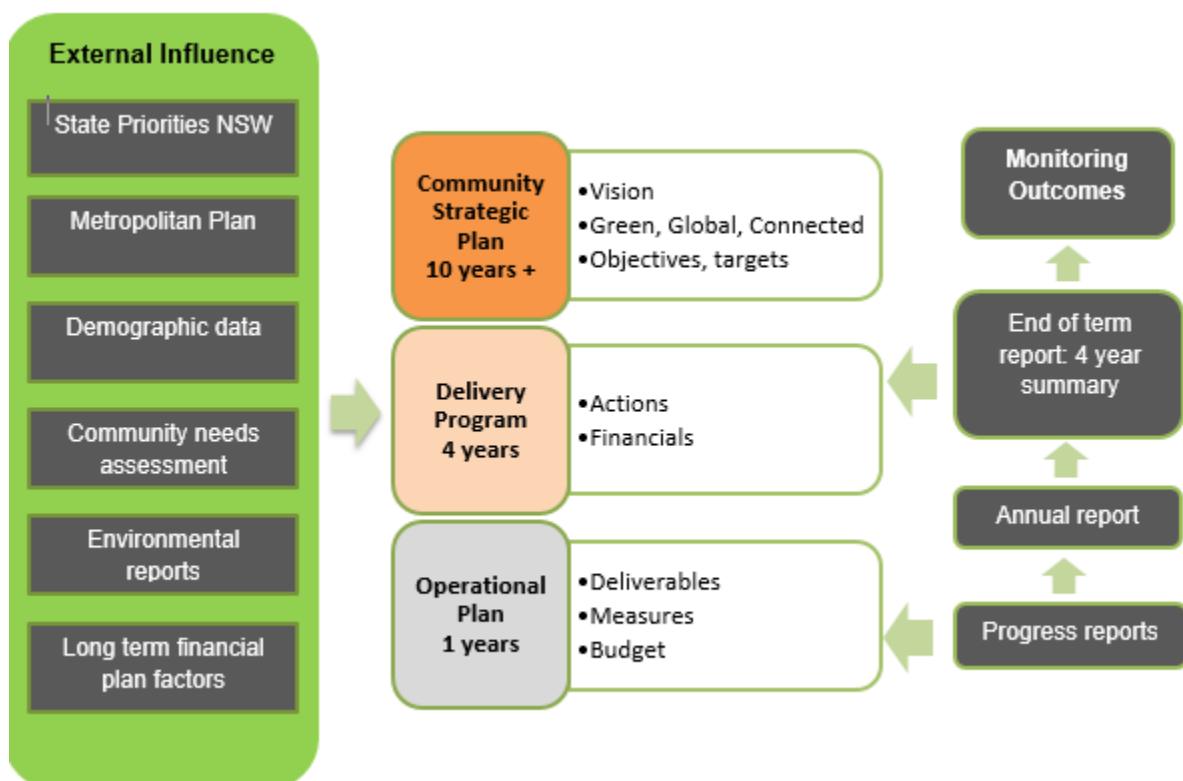 External Influence
State Priorities NSW
Metropolitan Plan
Demographic data
Community needs
assessment
Environmental
reports
Long term financial
plan factors
Community
Strategic
Plan
10 years +
•Vision
•Green, Global, Connected
•Objectives, targets
Delivery
Program
4 years
•Actions
•Financials
Operational
Plan
1 years
•Deliverables
•Measures
•Budget
Monitoring
Outcomes
End of term
report: 4 year
summary
Annual report
Progress reports